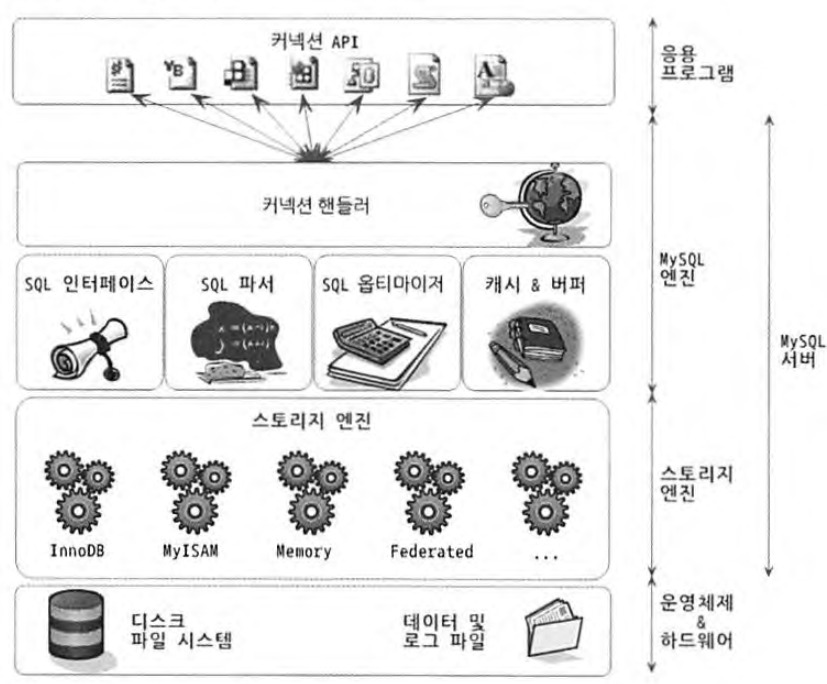 커넥션 API
응용
프로그램
커넥션 핸들러
SQL 인터페이스
SQL 파서
SQL 옵티마이저
캐시 & 버퍼
MySQL
엔진
MySQL
서버
스토리지 엔진
InnoDB
MyISAM
Memory
Federated
...
스토리지
엔진
디스크
파일 시스템
데이터 및
로그 파일
운영체제
&
하드웨어